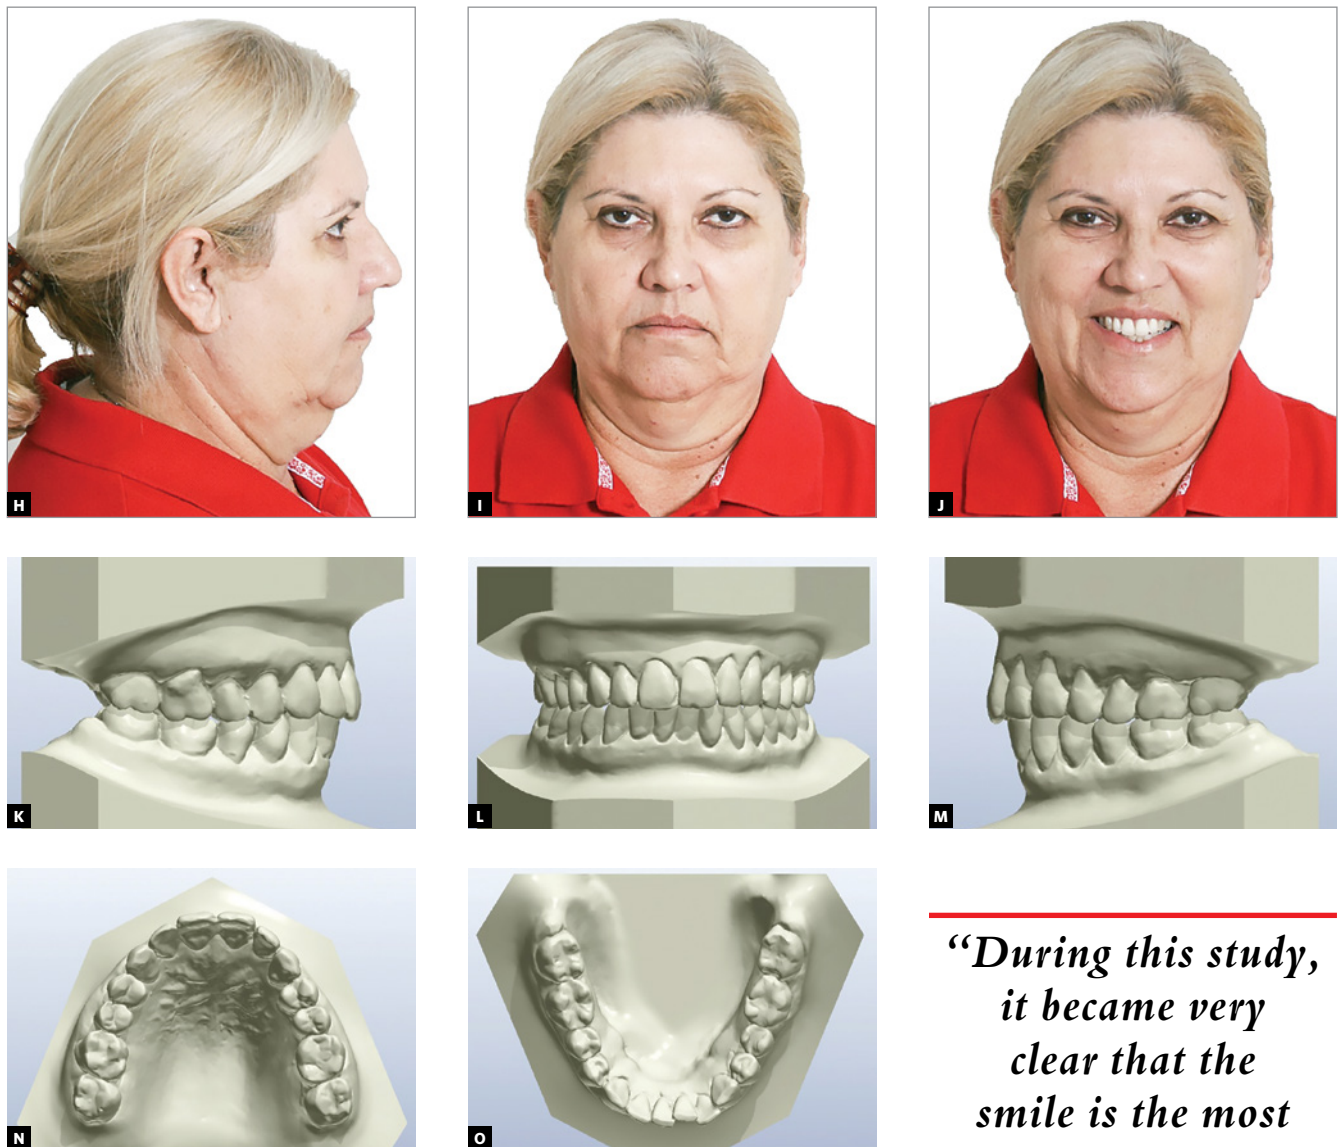 H
I
J
K
L
M
N
O
“During this study,
it became very
clear that the
smile is the most